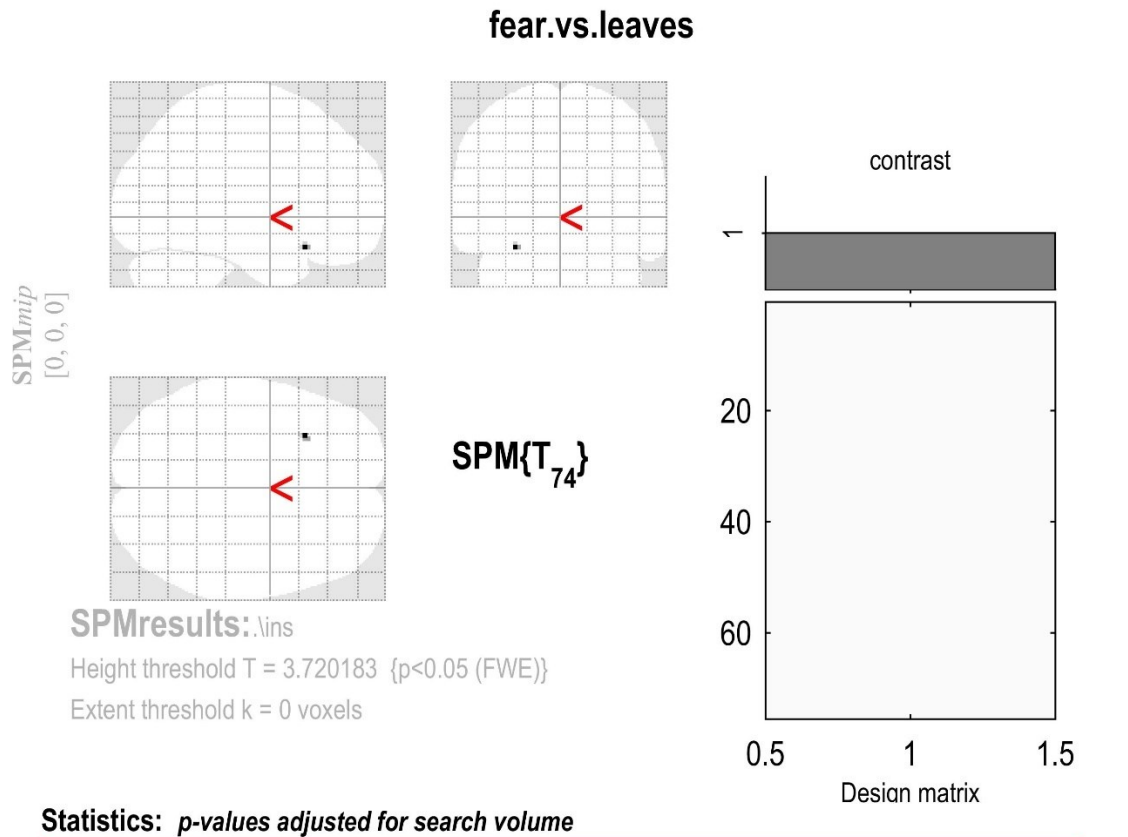 fear.vs.leaves
SPMmip
[0, 0, 0]
SPM{T74}
SPMresults:.\ins
Height threshold T = 3.720183 {p<0.05 (FWE)}
Extent threshold k = 0 voxels
contrast
1
20
40
60
0.5 1 1.5
Design matrix
Statistics: p-values adjusted for search volume